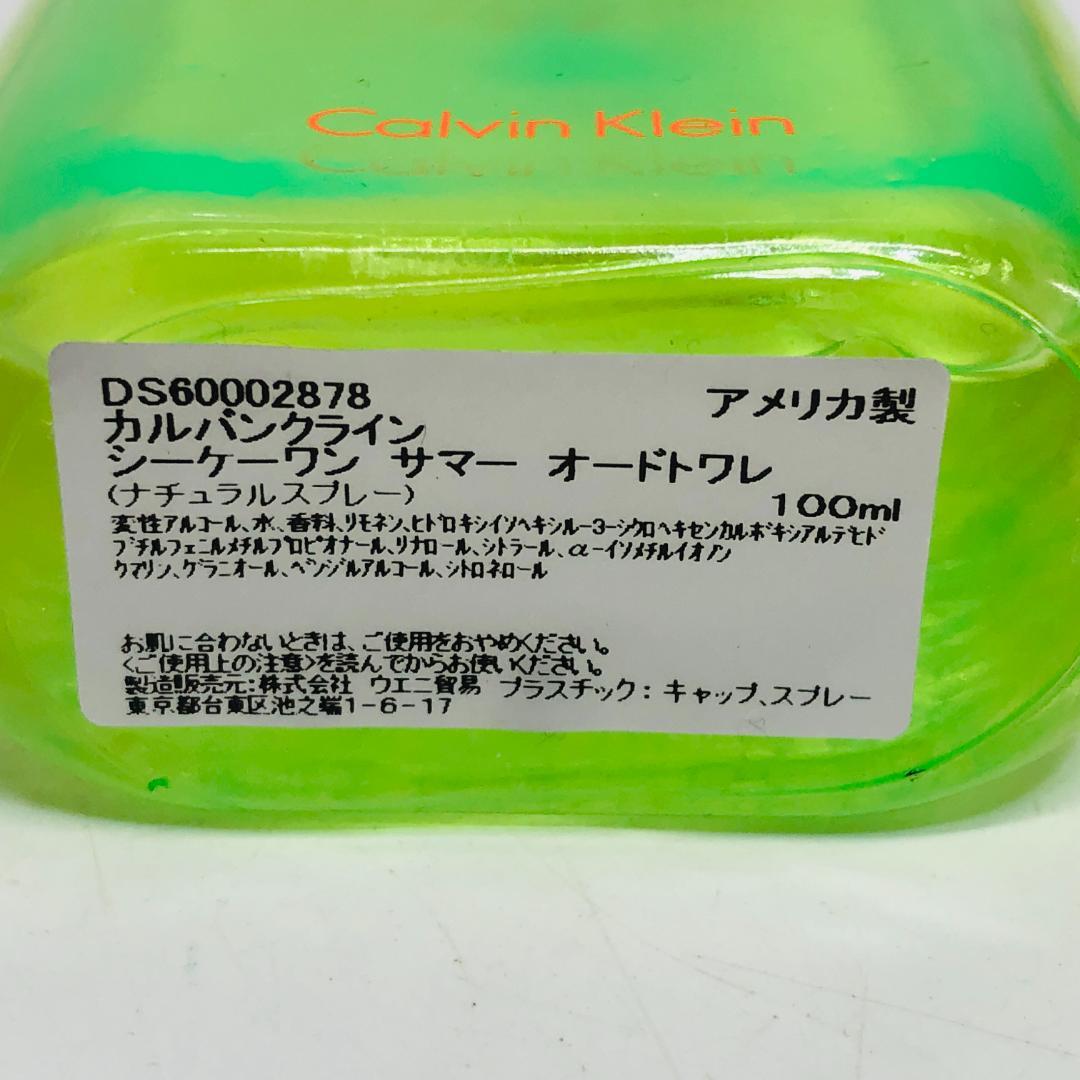 Calvin Klein
DS60002878
アメリカ製
カルバンクライン
シーケーワン サマー オードトワレ
(ナチュラルスプレー)
100ml
変性アルコール、水、香料、リモネン、ヒドロキシイソヘキシル-3-シクロヘキセンカルボキシアルデヒド
ブチルフェニルメチルプロピオナール、リナロール、シトラール、α-イソメチルイオノン
クマリン、ゲラニオール、ベンジルアルコール、シトロネロール
お肌に合わないときは、ご使用をおやめください。
<ご使用上の注意>を読んでからお使いください。
製造販売元:株式会社 ウエニ貿易 プラスチック: キャップ、スプレー
東京都台東区池之端1-6-17